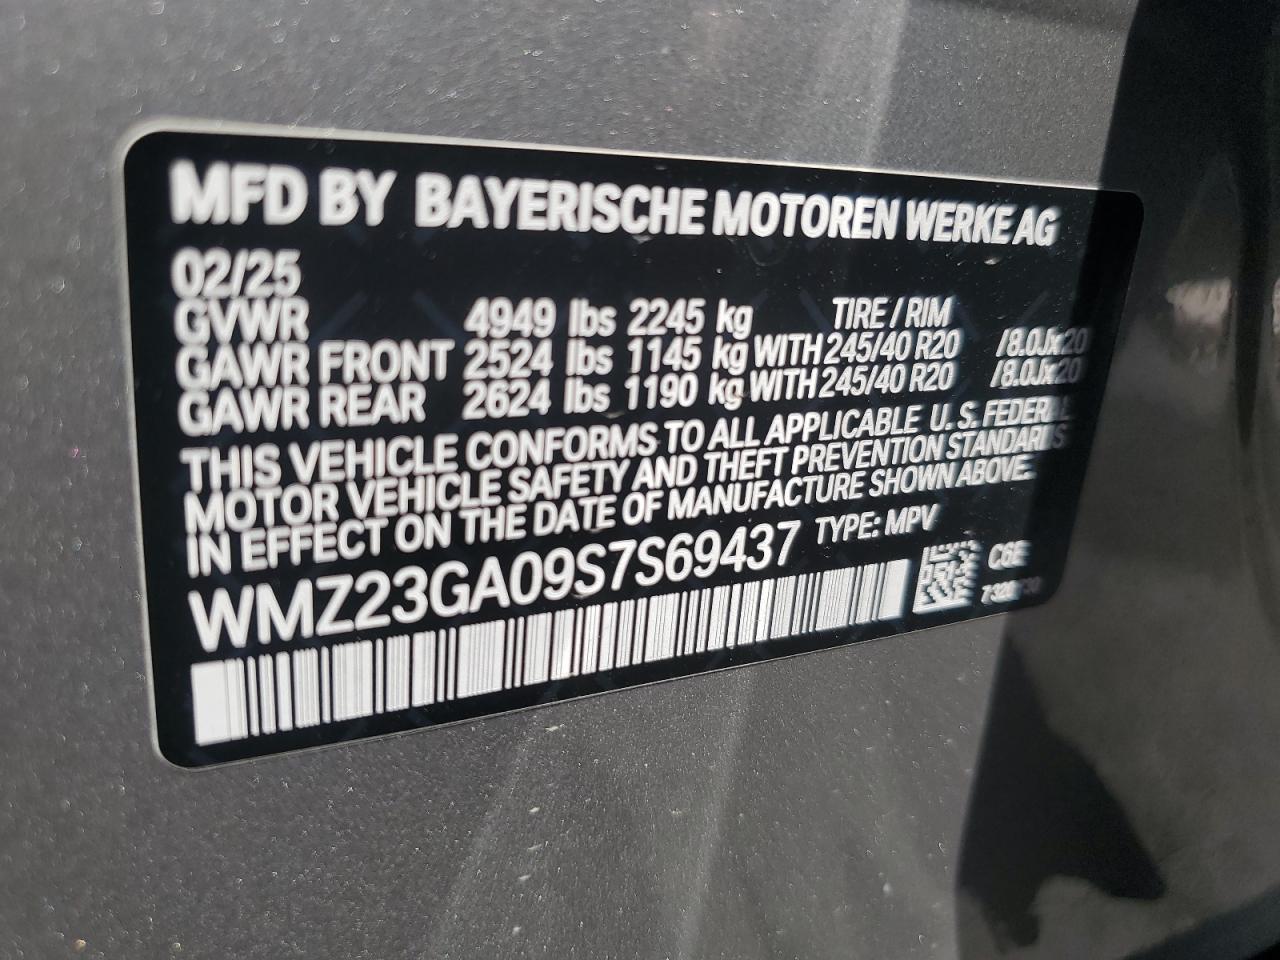 MFD BY BAYERISCHE MOTOREN WERKE AG
02/25
GVWR 4949 lbs 2245 kg TIRE / RIM
GAWR FRONT 2524 lbs 1145 kg WITH 245/40 R20 /8.0Jx20
GAWR REAR 2624 lbs 1190 kg WITH 245/40 R20 /8.0Jx20
THIS VEHICLE CONFORMS TO ALL APPLICABLE U.S. FEDERAL
MOTOR VEHICLE SAFETY AND THEFT PREVENTION STANDARDS
IN EFFECT ON THE DATE OF MANUFACTURE SHOWN ABOVE.
WMZ23GA09S7S69437 TYPE: MPV
51-3 C6E